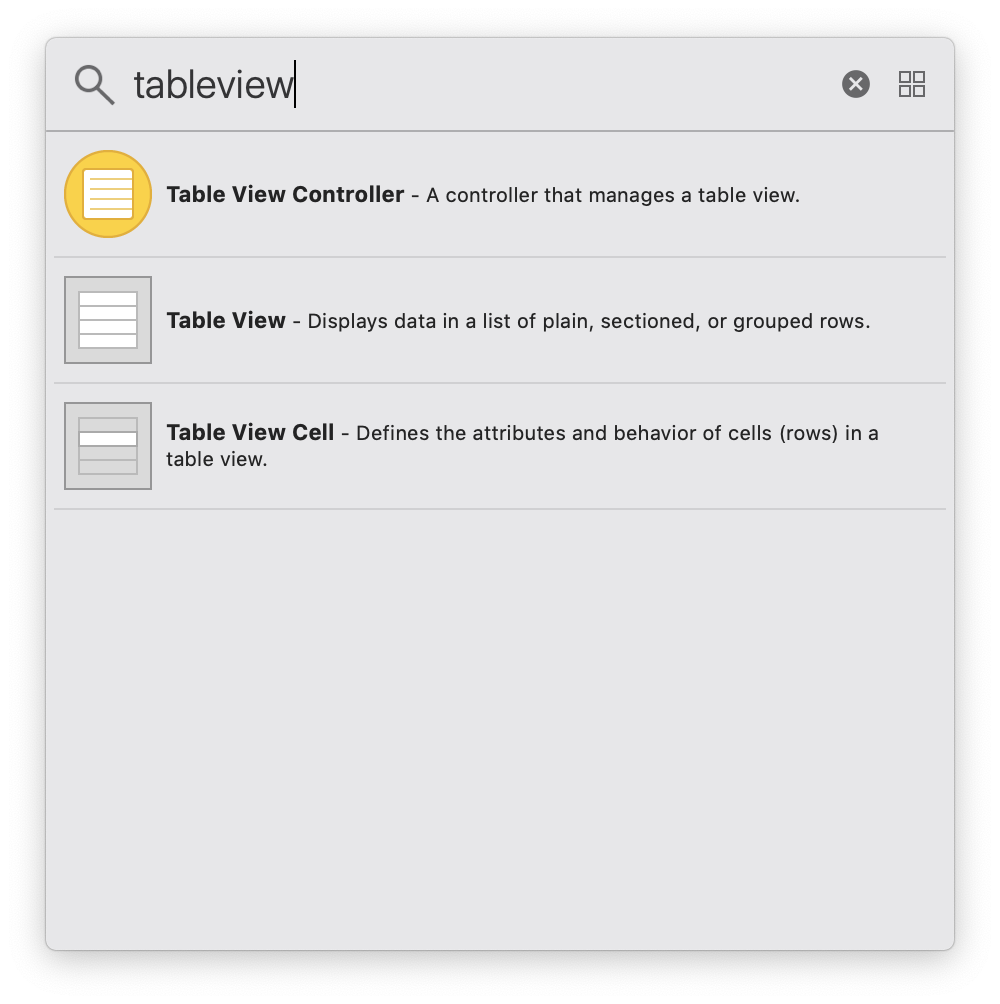 tableview
Table View Controller - A controller that manages a table view.
Table View - Displays data in a list of plain, sectioned, or grouped rows.
Table View Cell - Defines the attributes and behavior of cells (rows) in a
table view.